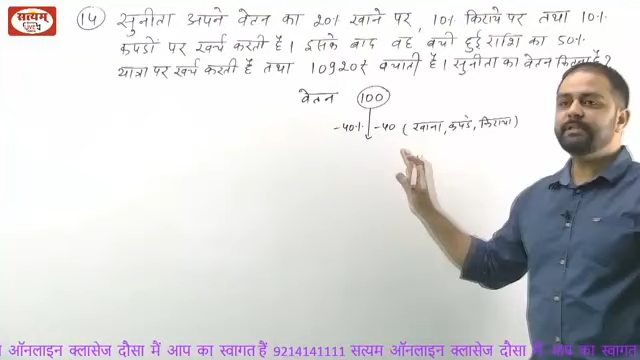 सत्यम्
14 सुनीता अपने वेतन का 20% खाने पर, 10% किराये पर तथा 10%
कपडों पर खर्च करती है। इसके बाद वह बची हुई राशि का 50%
यात्रा पर खर्च करती है तथा 10920₹ बचाती है। सुनीता का वेतन कितना है?
वेतन 100
-40% -40 (खाना, कपडे, किराया)
ऑनलाइन क्लासेज दौसा मैं आप का स्वागत हैं 9214141111 सत्यम ऑनलाइन क्लासेज दौसा मैं आप का स्वागत